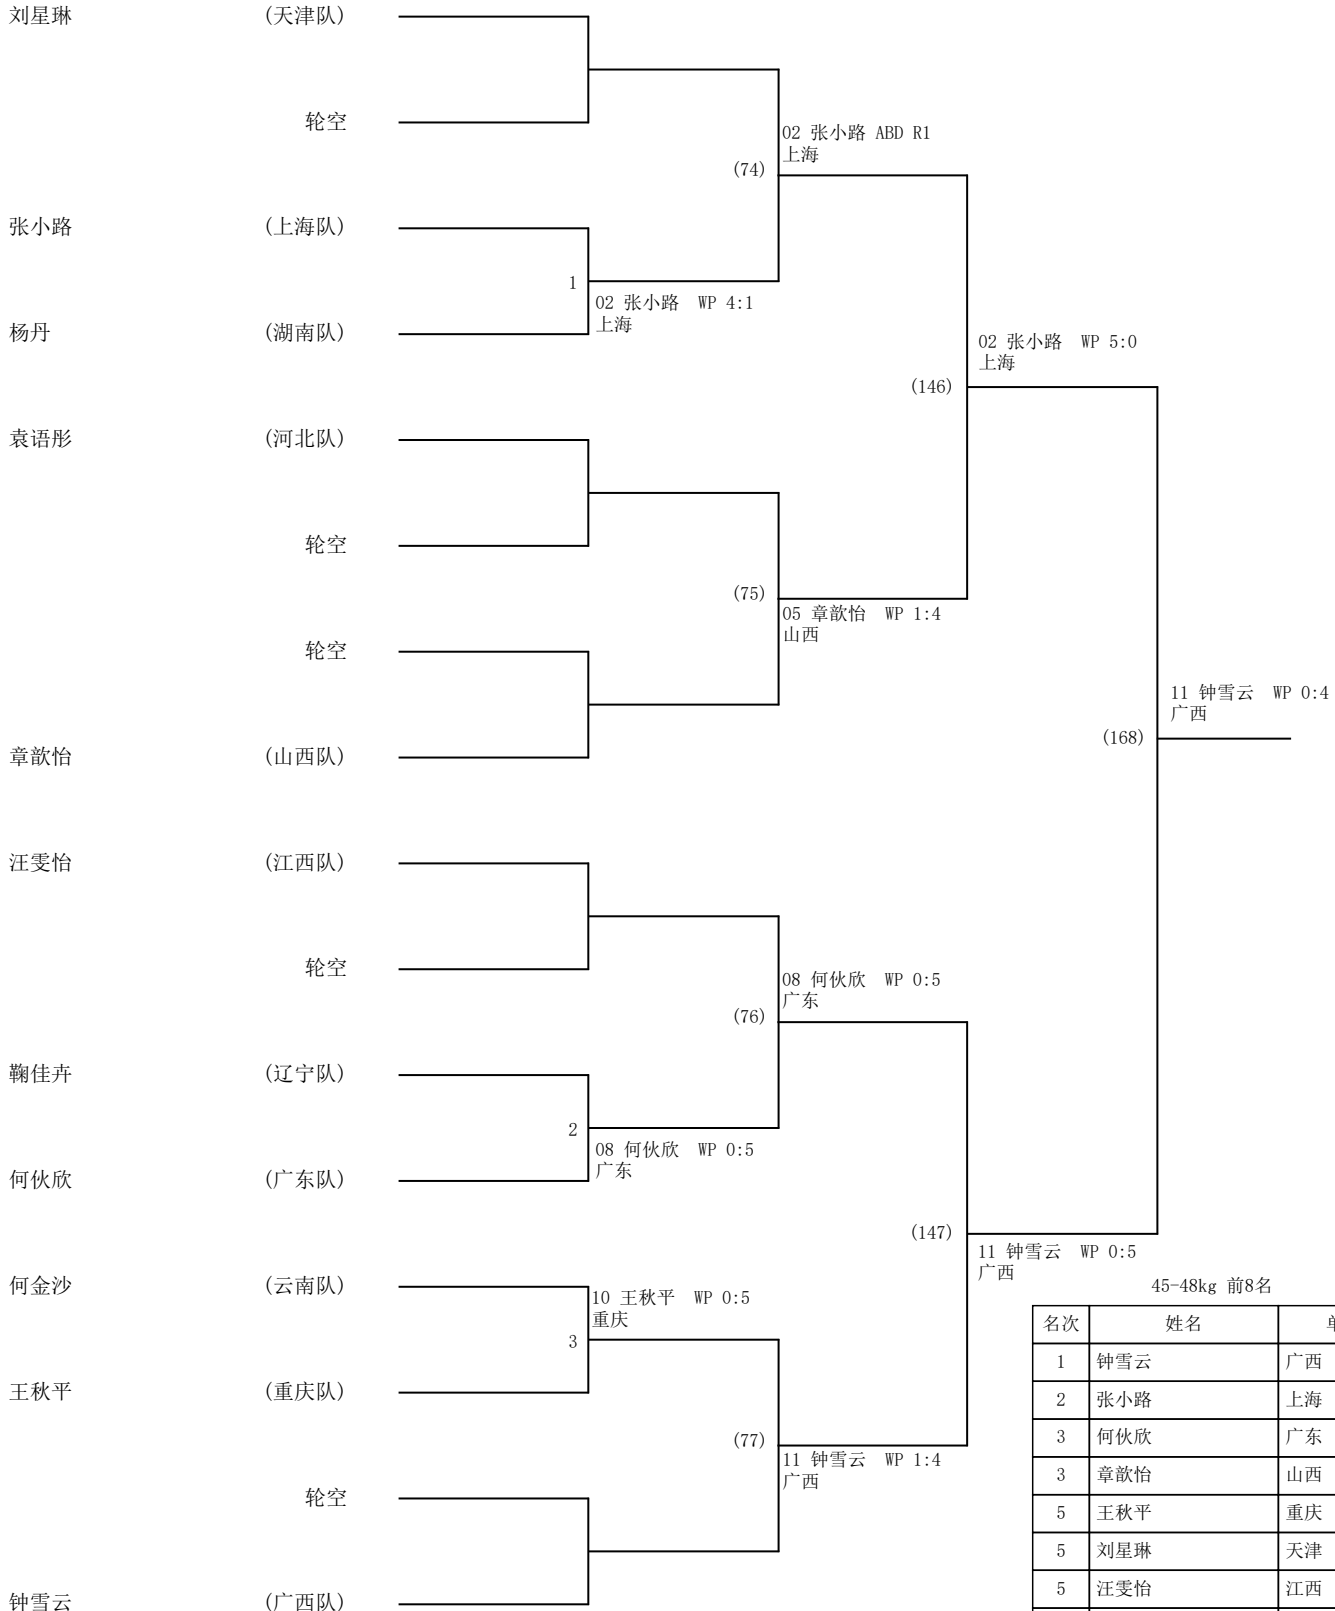 刘星琳 (天津队)
轮空
02 张小路 ABD R1
上海
(74)
张小路 (上海队)
1
02 张小路 WP 4:1
上海
杨丹 (湖南队)
02 张小路 WP 5:0
上海
(146)
袁语彤 (河北队)
轮空
(75)
05 章歆怡 WP 1:4
山西
轮空
11 钟雪云 WP 0:4
广西
(168)
章歆怡 (山西队)
汪雯怡 (江西队)
轮空
08 何伙欣 WP 0:5
广东
(76)
鞠佳卉 (辽宁队)
2
08 何伙欣 WP 0:5
广东
何伙欣 (广东队)
(147)
11 钟雪云 WP 0:5
广西
何金沙 (云南队)
10 王秋平 WP 0:5
重庆
3
王秋平 (重庆队)
(77)
11 钟雪云 WP 1:4
广西
轮空
钟雪云 (广西队)
45-48kg 前8名
名次 姓名
1 钟雪云 广西
2 张小路 上海
3 何伙欣 广东
3 章歆怡 山西
5 王秋平 重庆
5 刘星琳 天津
5 汪雯怡 江西